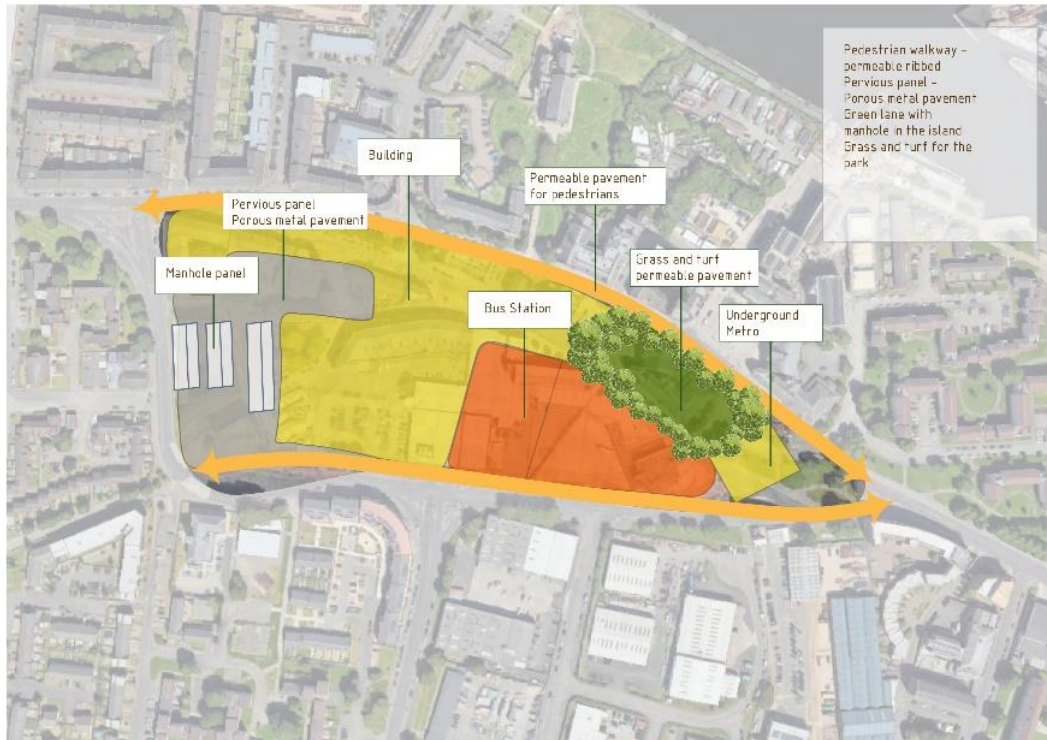 Pedestrian walkway –
permeable ribbed
Pervious panel –
Porous metal pavement
Green lane with
manhole in the island
Grass and turf for the
park
Building
Permeable pavement
for pedestrians
Pervious panel
Porous metal pavement
Grass and turf
permeable pavement
Manhole panel
Bus Station
Underground
Metro